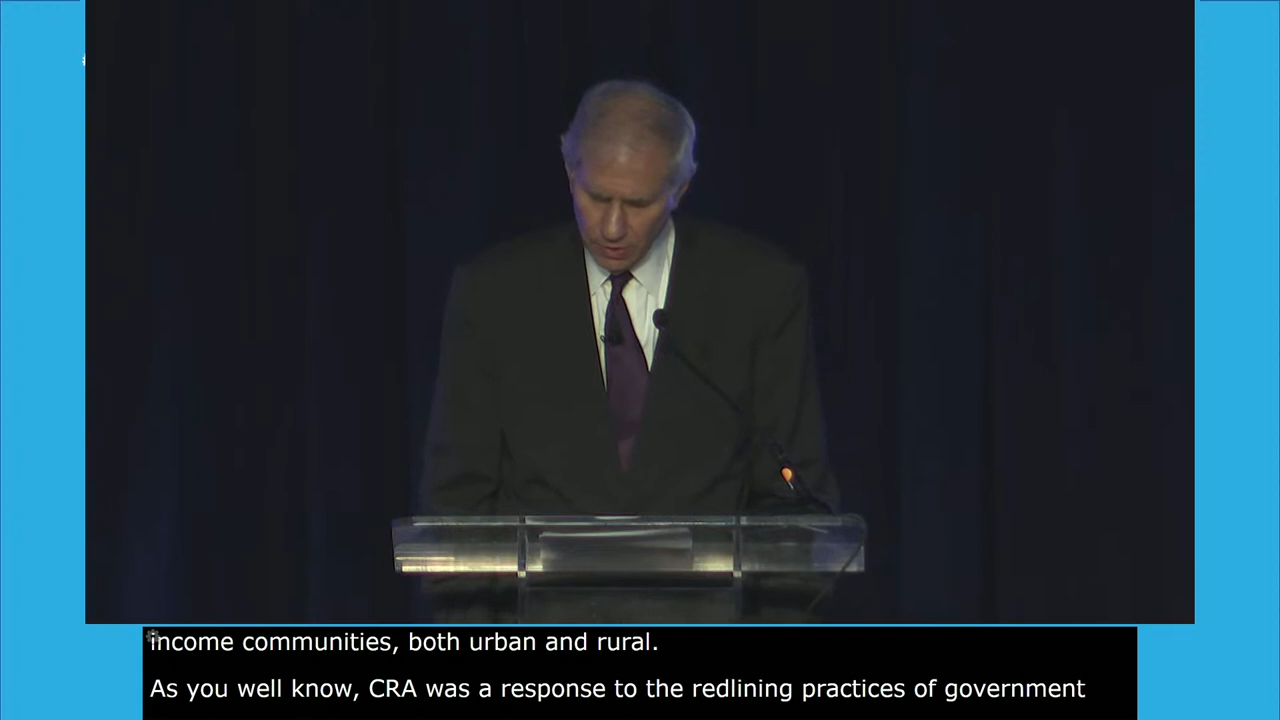 income communities, both urban and rural.
As you well know, CRA was a response to the redlining practices of government